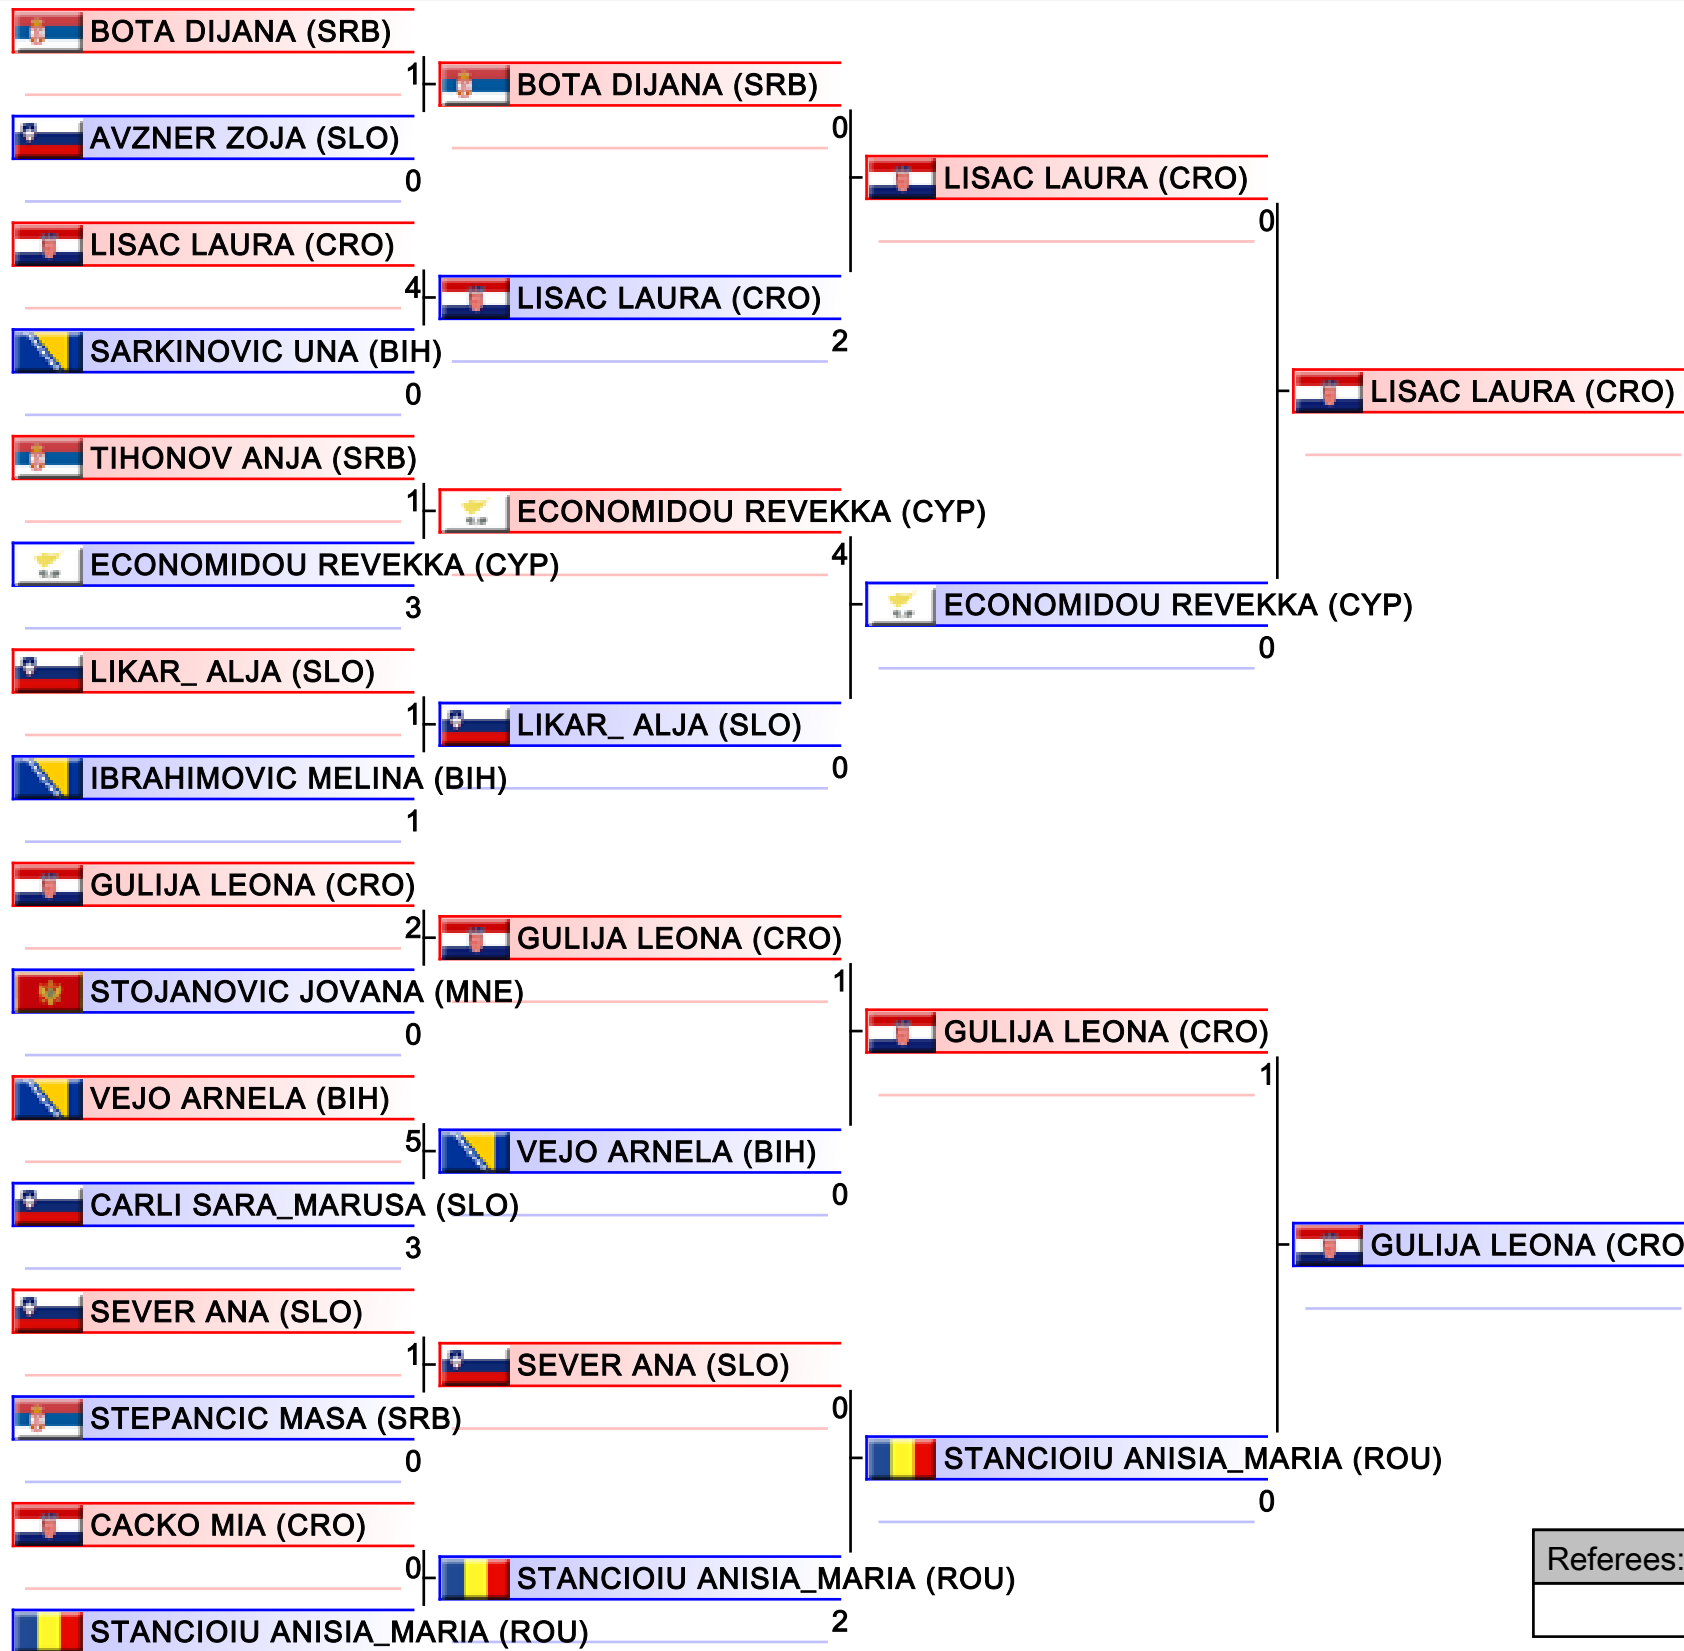 BOTA DIJANA (SRB)
1
AVZNER ZOJA (SLO)
0
LISAC LAURA (CRO)
4
SARKINOVIC UNA (BIH)
0
TIHONOV ANJA (SRB)
1
ECONOMIDOU REVEKKA (CYP)
3
LIKAR_ ALJA (SLO)
1
IBRAHIMOVIC MELINA (BIH)
1
GULIJA LEONA (CRO)
2
STOJANOVIC JOVANA (MNE)
0
VEJO ARNELA (BIH)
5
CARLI SARA_MARUSA (SLO)
3
SEVER ANA (SLO)
1
STEPANCIC MASA (SRB)
0
CACKO MIA (CRO)
0
STANCIOIU ANISIA_MARIA (ROU)
BOTA DIJANA (SRB)
0
LISAC LAURA (CRO)
2
ECONOMIDOU REVEKKA (CYP)
4
LIKAR_ ALJA (SLO)
0
GULIJA LEONA (CRO)
1
VEJO ARNELA (BIH)
0
SEVER ANA (SLO)
0
STANCIOIU ANISIA_MARIA (ROU)
2
LISAC LAURA (CRO)
0
ECONOMIDOU REVEKKA (CYP)
0
GULIJA LEONA (CRO)
1
STANCIOIU ANISIA_MARIA (ROU)
0
LISAC LAURA (CRO)
GULIJA LEONA (CRO
Referees: